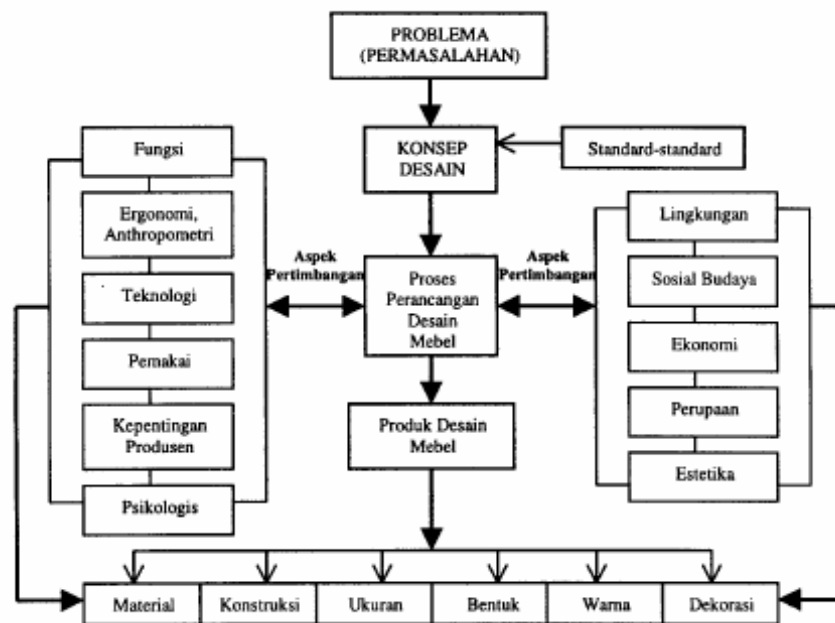 PROBLEMA
(PERMASALAHAN)
KONSEP
DESAIN
Standard-standard
Fungsi
Ergonomi,
Anthropometri
Teknologi
Pemakai
Kepentingan
Produsen
Psikologis
Aspek
Pertimbangan
Proses
Perancangan
Desain
Mebel
Aspek
Pertimbangan
Lingkungan
Sosial Budaya
Ekonomi
Perupaan
Estetika
Produk Desain
Mebel
Material
Konstruksi
Ukuran
Bentuk
Warna
Dekorasi